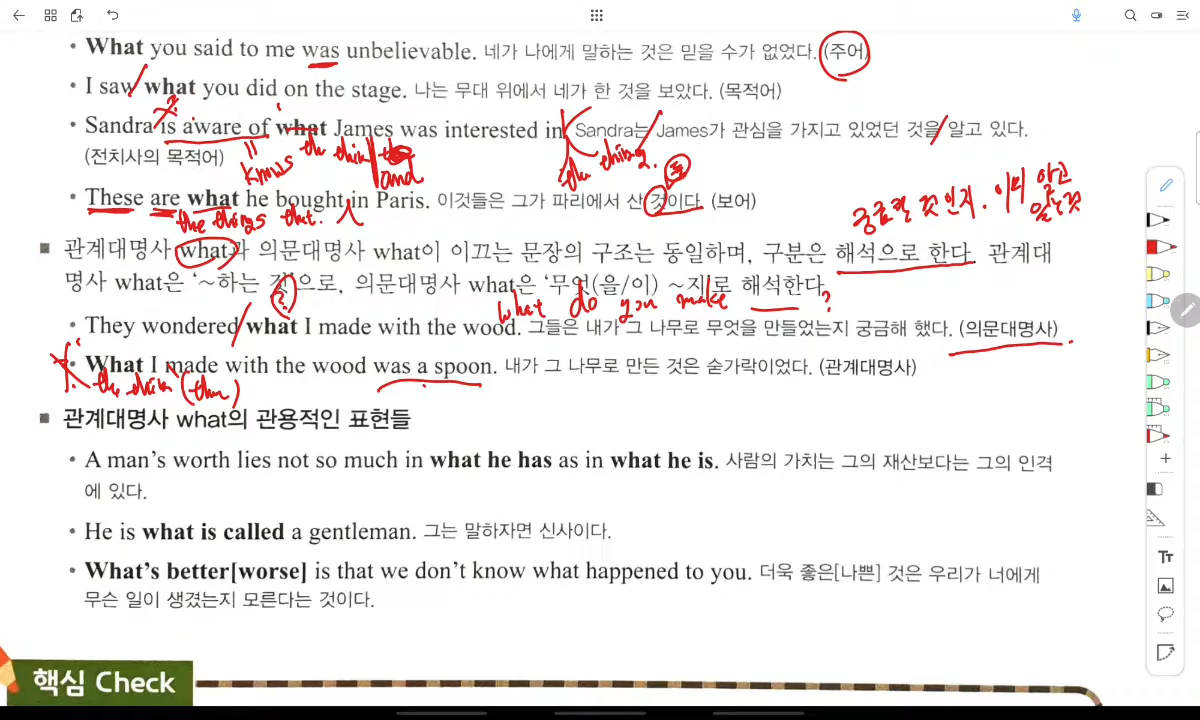 • What you said to me was unbelievable. 네가 나에게 말하는 것은 믿을 수가 없었다. (주어)
• I saw what you did on the stage. 나는 무대 위에서 네가 한 것을 보았다. (목적어)
• Sandra is aware of what James was interested in. Sandra는 James가 관심을 가지고 있었던 것을 알고 있다.
(전치사의 목적어)
knows
and
the thing
• These are what he bought in Paris. 이것들은 그가 파리에서 산 것이다. (보어)
the things that.
궁금한 것인지. 이미 알고
있는 것
■ 관계대명사 what과 의문대명사 what이 이끄는 문장의 구조는 동일하며, 구분은 해석으로 한다. 관계대
명사 what은 ‘~하는 것’으로, 의문대명사 what은 ‘무엇(을/이) ~지’로 해석한다.
what do you make ?
• They wondered what I made with the wood. 그들은 내가 그 나무로 무엇을 만들었는지 궁금해 했다. (의문대명사)
• What I made with the wood was a spoon. 내가 그 나무로 만든 것은 숟가락이었다. (관계대명사)
■ 관계대명사 what의 관용적인 표현들
• A man’s worth lies not so much in what he has as in what he is. 사람의 가치는 그의 재산보다는 그의 인격
에 있다.
• He is what is called a gentleman. 그는 말하자면 신사이다.
• What’s better[worse] is that we don’t know what happened to you. 더욱 좋은[나쁜] 것은 우리가 너에게
무슨 일이 생겼는지 모른다는 것이다.
핵심 Check